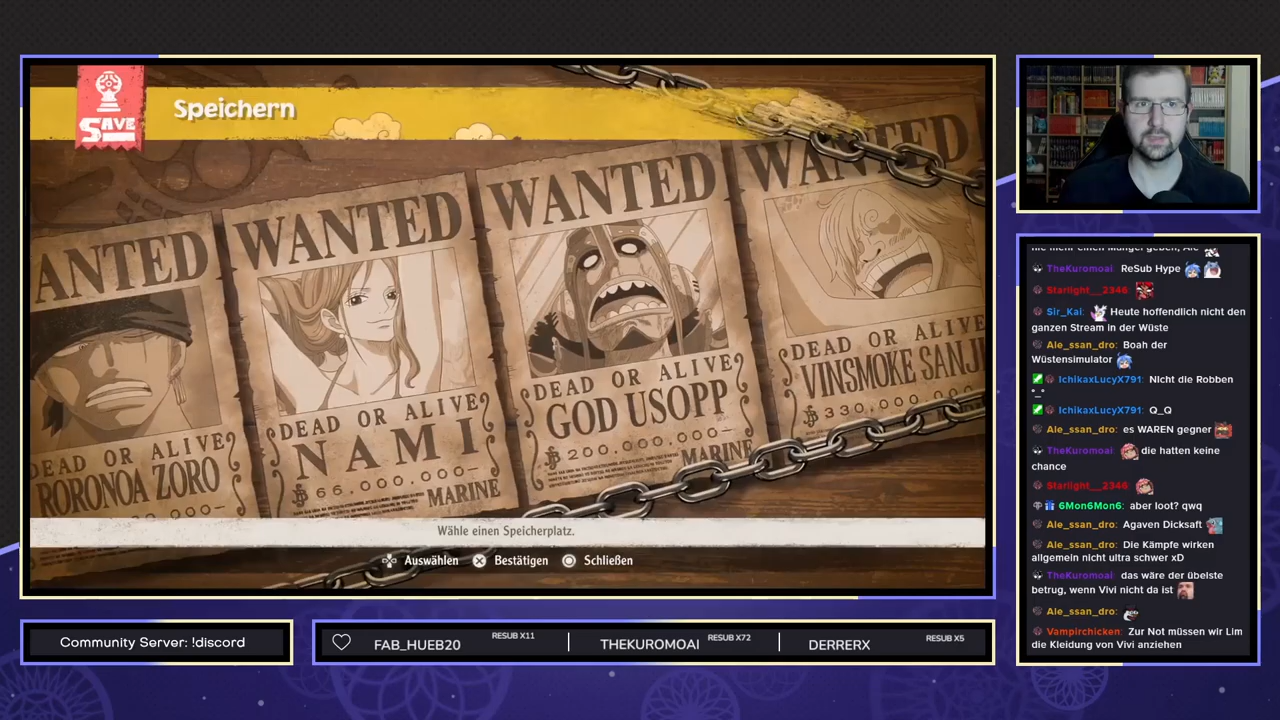 SAVE
Speichern
WANTED
DEAD OR ALIVE
RORONOA ZORO
WANTED
DEAD OR ALIVE
NAMI
66.000.000-
MARINE
WANTED
DEAD OR ALIVE
GOD USOPP
200.000.000-
MARINE
WANTED
DEAD OR ALIVE
VINSMOKE SANJI
330.000.000
Wähle einen Speicherplatz.
Auswählen Bestätigen Schließen
TheKuromoai: ReSub Hype
Starlight__2346:
Sir_Kai: Heute hoffendlich nicht den
ganzen Stream in der Wüste
Ale_ssan_dro: Boah der
Wüstensimulator
IchikaxLucyX791: NIcht die Robben
IchikaxLucyX791: Q_Q
Ale_ssan_dro: es WAREN gegner
TheKuromoai: die hatten keine
chance
Starlight__2346:
6Mon6Mon6: aber loot? qwq
Ale_ssan_dro: Agaven Dicksaft
Ale_ssan_dro: Die Kämpfe wirken
allgemein nicht ultra schwer xD
TheKuromoai: das wäre der übelste
betrug, wenn Vivi nicht da ist
Ale_ssan_dro:
Vampirchicken: Zur Not müssen wir Lim
die Kleidung von Vivi anziehen
Community Server: !discord
FAB_HUEB20 RESUB X11 THEKUROMOAI RESUB X72 DERRERX RESUB X5